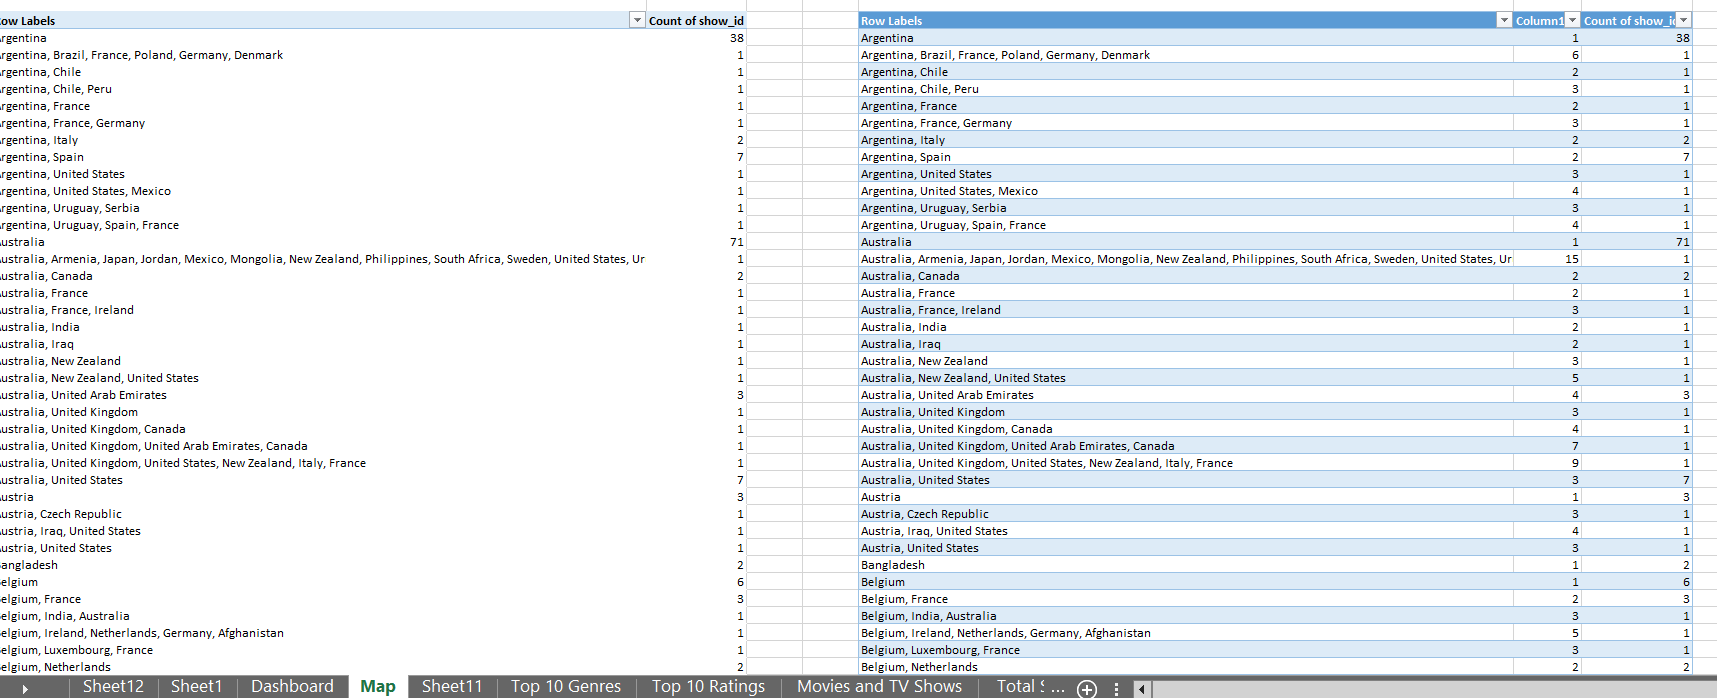 ow Labels Count of show_id Row Labels Column1 Count of show_i
rgentina 38 Argentina 1 38
rgentina, Brazil, France, Poland, Germany, Denmark 1 Argentina, Brazil, France, Poland, Germany, Denmark 6 1
rgentina, Chile 1 Argentina, Chile 2 1
rgentina, Chile, Peru 1 Argentina, Chile, Peru 3 1
rgentina, France 1 Argentina, France 2 1
rgentina, France, Germany 1 Argentina, France, Germany 3 1
rgentina, Italy 2 Argentina, Italy 2 2
rgentina, Spain 7 Argentina, Spain 2 7
rgentina, United States 1 Argentina, United States 3 1
rgentina, United States, Mexico 1 Argentina, United States, Mexico 4 1
rgentina, Uruguay, Serbia 1 Argentina, Uruguay, Serbia 3 1
rgentina, Uruguay, Spain, France 1 Argentina, Uruguay, Spain, France 4 1
ustralia 71 Australia 1 71
ustralia, Armenia, Japan, Jordan, Mexico, Mongolia, New Zealand, Philippines, South Africa, Sweden, United States, Ur 1 Australia, Armenia, Japan, Jordan, Mexico, Mongolia, New Zealand, Philippines, South Africa, Sweden, United States, Ur 15 1
ustralia, Canada 2 Australia, Canada 2 2
ustralia, France 1 Australia, France 2 1
ustralia, France, Ireland 1 Australia, France, Ireland 3 1
ustralia, India 1 Australia, India 2 1
ustralia, Iraq 1 Australia, Iraq 2 1
ustralia, New Zealand 1 Australia, New Zealand 3 1
ustralia, New Zealand, United States 1 Australia, New Zealand, United States 5 1
ustralia, United Arab Emirates 3 Australia, United Arab Emirates 4 3
ustralia, United Kingdom 1 Australia, United Kingdom 3 1
ustralia, United Kingdom, Canada 1 Australia, United Kingdom, Canada 4 1
ustralia, United Kingdom, United Arab Emirates, Canada 1 Australia, United Kingdom, United Arab Emirates, Canada 7 1
ustralia, United Kingdom, United States, New Zealand, Italy, France 1 Australia, United Kingdom, United States, New Zealand, Italy, France 9 1
ustralia, United States 7 Australia, United States 3 7
ustria 3 Austria 1 3
ustria, Czech Republic 1 Austria, Czech Republic 3 1
ustria, Iraq, United States 1 Austria, Iraq, United States 4 1
ustria, United States 1 Austria, United States 3 1
angladesh 2 Bangladesh 1 2
elgium 6 Belgium 1 6
elgium, France 3 Belgium, France 2 3
elgium, India, Australia 1 Belgium, India, Australia 3 1
elgium, Ireland, Netherlands, Germany, Afghanistan 1 Belgium, Ireland, Netherlands, Germany, Afghanistan 5 1
elgium, Luxembourg, France 1 Belgium, Luxembourg, France 3 1
elgium, Netherlands 2 Belgium, Netherlands 2 2
Sheet12 Sheet1 Dashboard Map Sheet11 Top 10 Genres Top 10 Ratings Movies and TV Shows Total ...